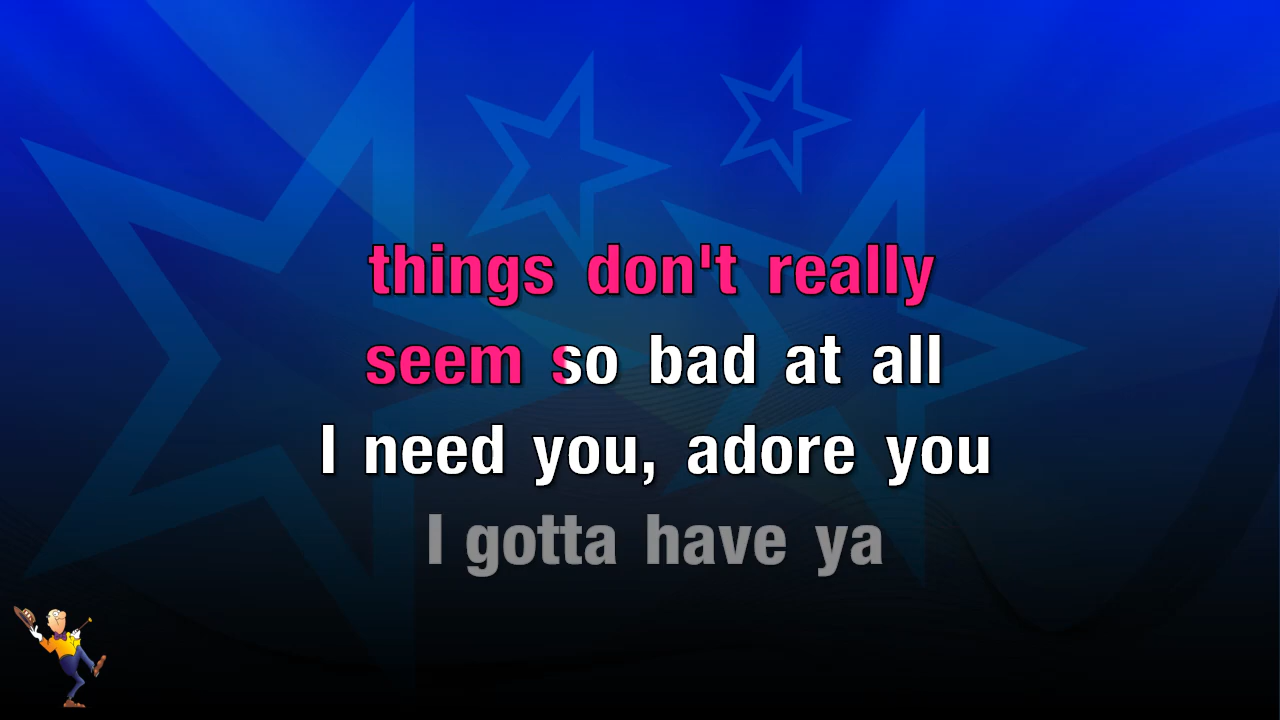 things don't really
seem so bad at all
I need you, adore you
I gotta have ya